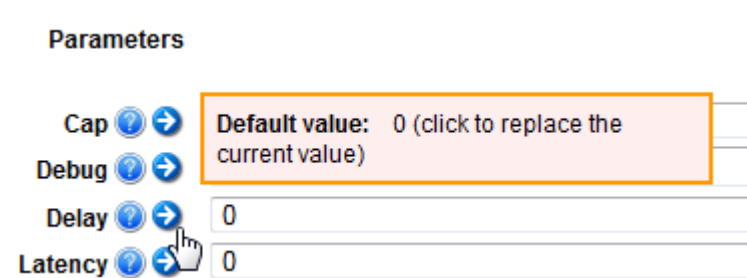 Parameters
Cap ? Default value: 0 (click to replace the
current value)
Debug ?
Delay ? 0
Latency ? 0